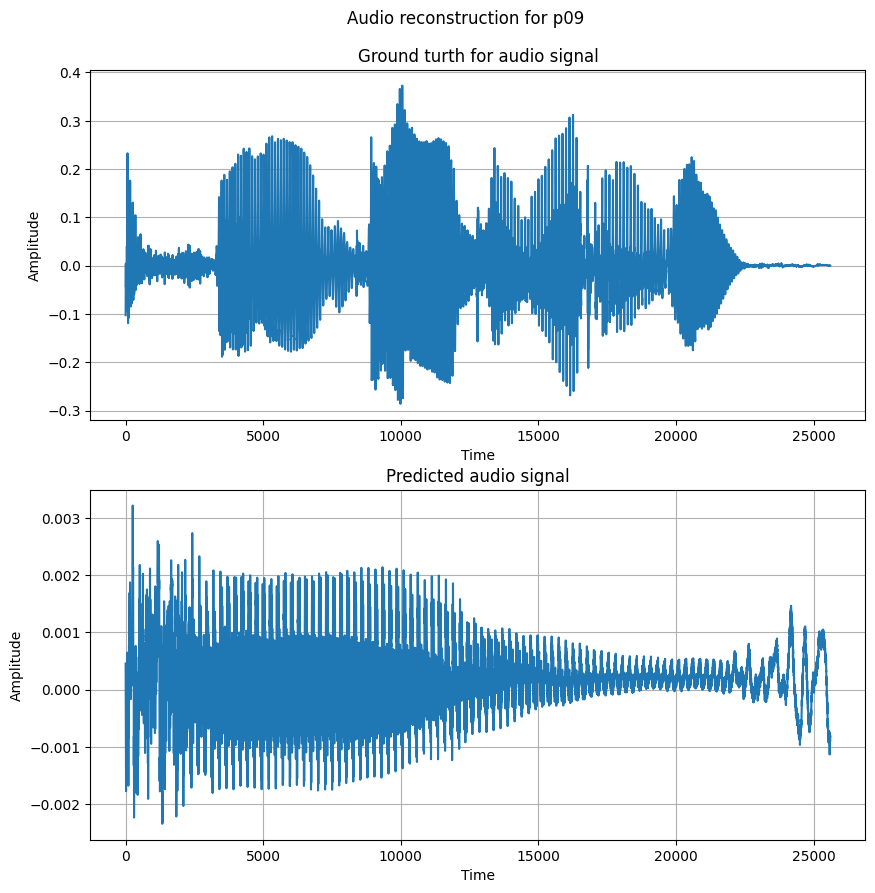 Audio reconstruction for p09
Ground turth for audio signal
0.4
0.3
0.2
0.1
0.0
−0.1
−0.2
−0.3
Amplitude
0 5000 10000 15000 20000 25000
Time
Predicted audio signal
0.003
0.002
0.001
0.000
−0.001
−0.002
Amplitude
0 5000 10000 15000 20000 25000
Time